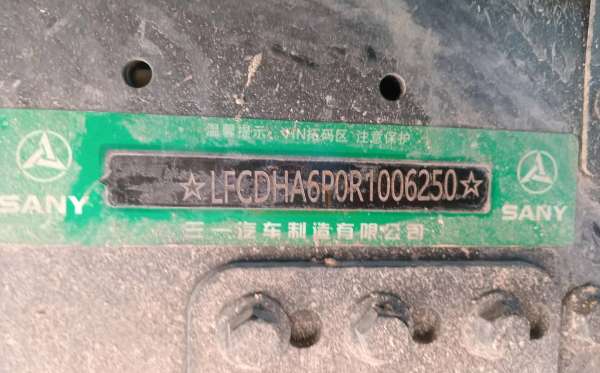 温馨提示：VIN拓码区 注意保护
☆LFCDHA6P0R1006250☆
SANY
SANY
三一汽车制造有限公司